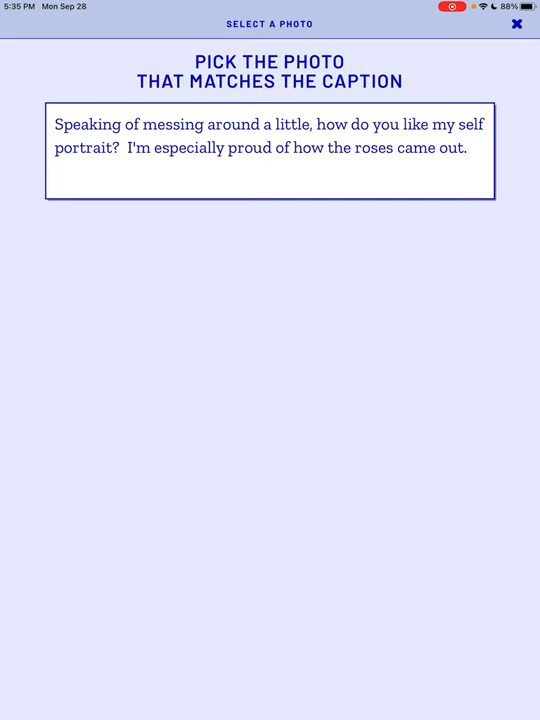 5:35 PM Mon Sep 28 88%
SELECT A PHOTO
PICK THE PHOTO
THAT MATCHES THE CAPTION
Speaking of messing around a little, how do you like my self
portrait? I'm especially proud of how the roses came out.